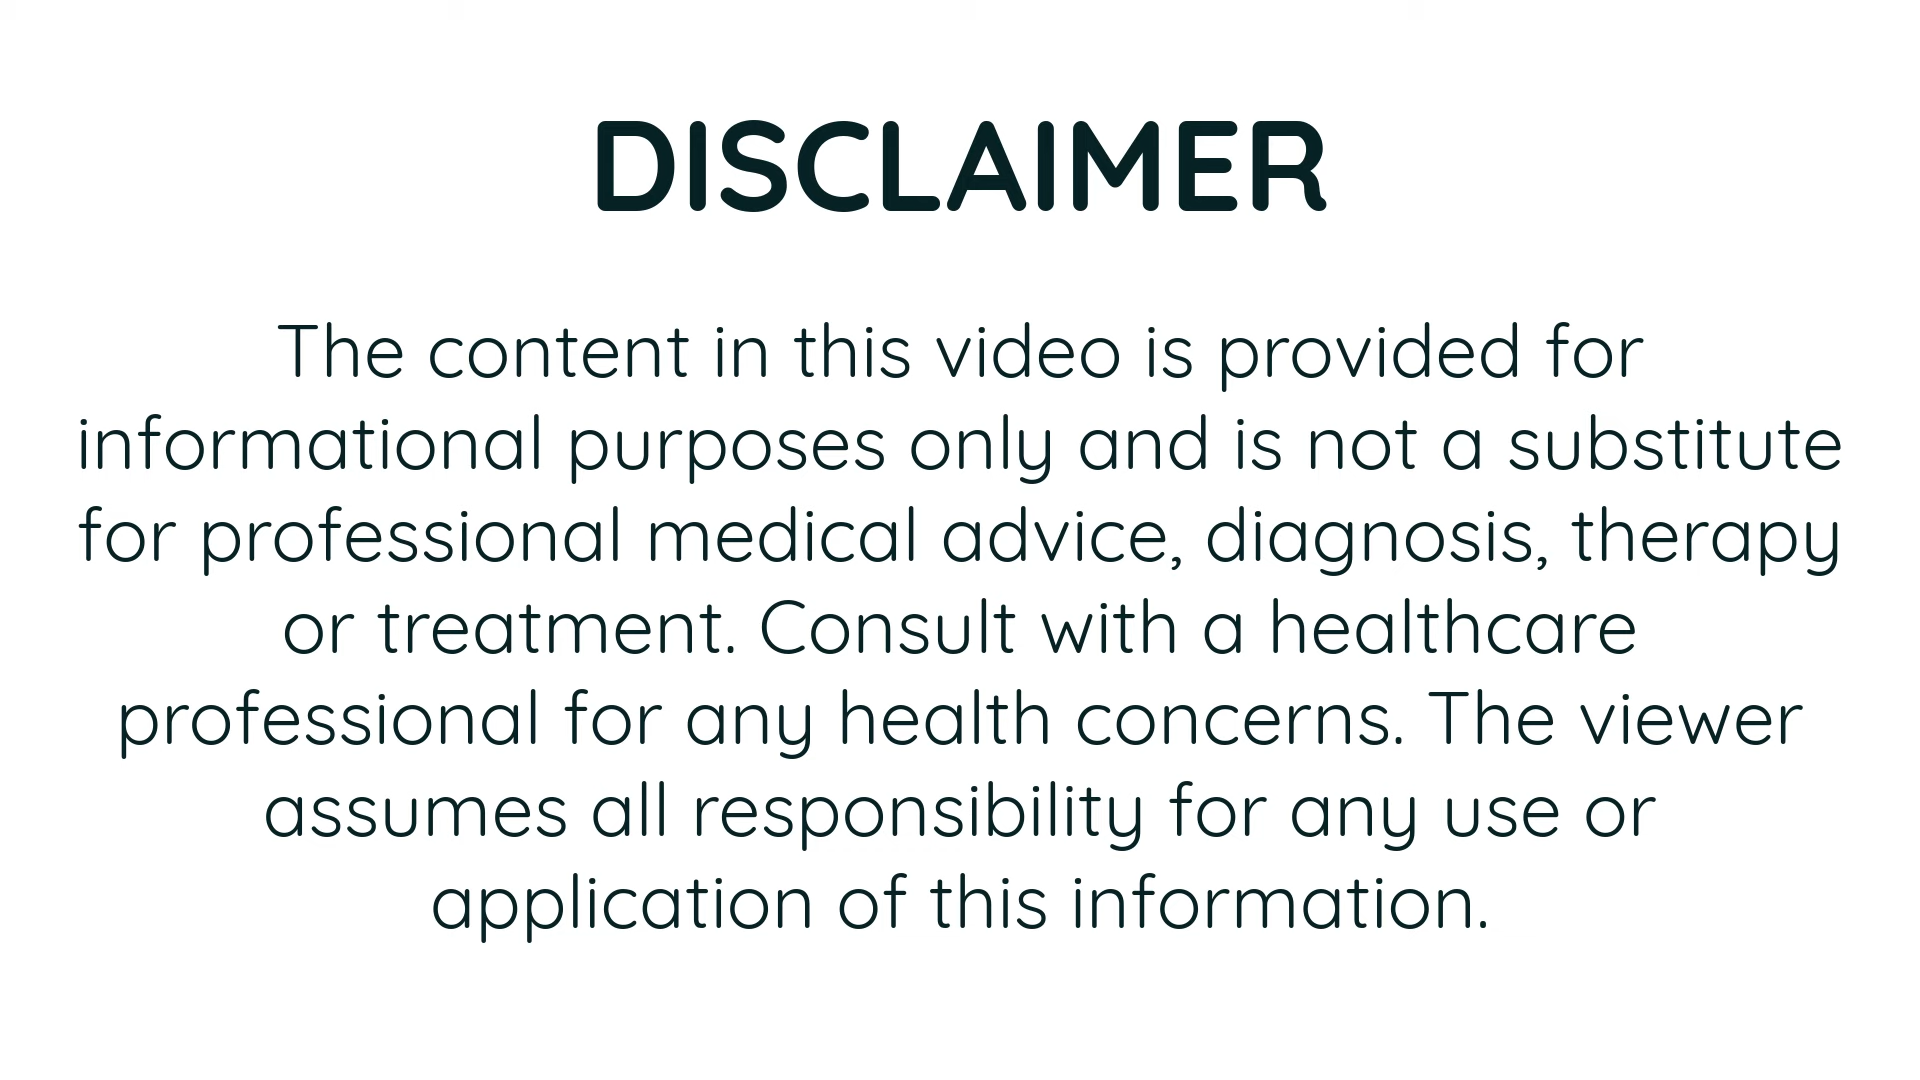 DISCLAIMER
The content in this video is provided for
informational purposes only and is not a substitute
for professional medical advice, diagnosis, therapy
or treatment. Consult with a healthcare
professional for any health concerns. The viewer
assumes all responsibility for any use or
application of this information.